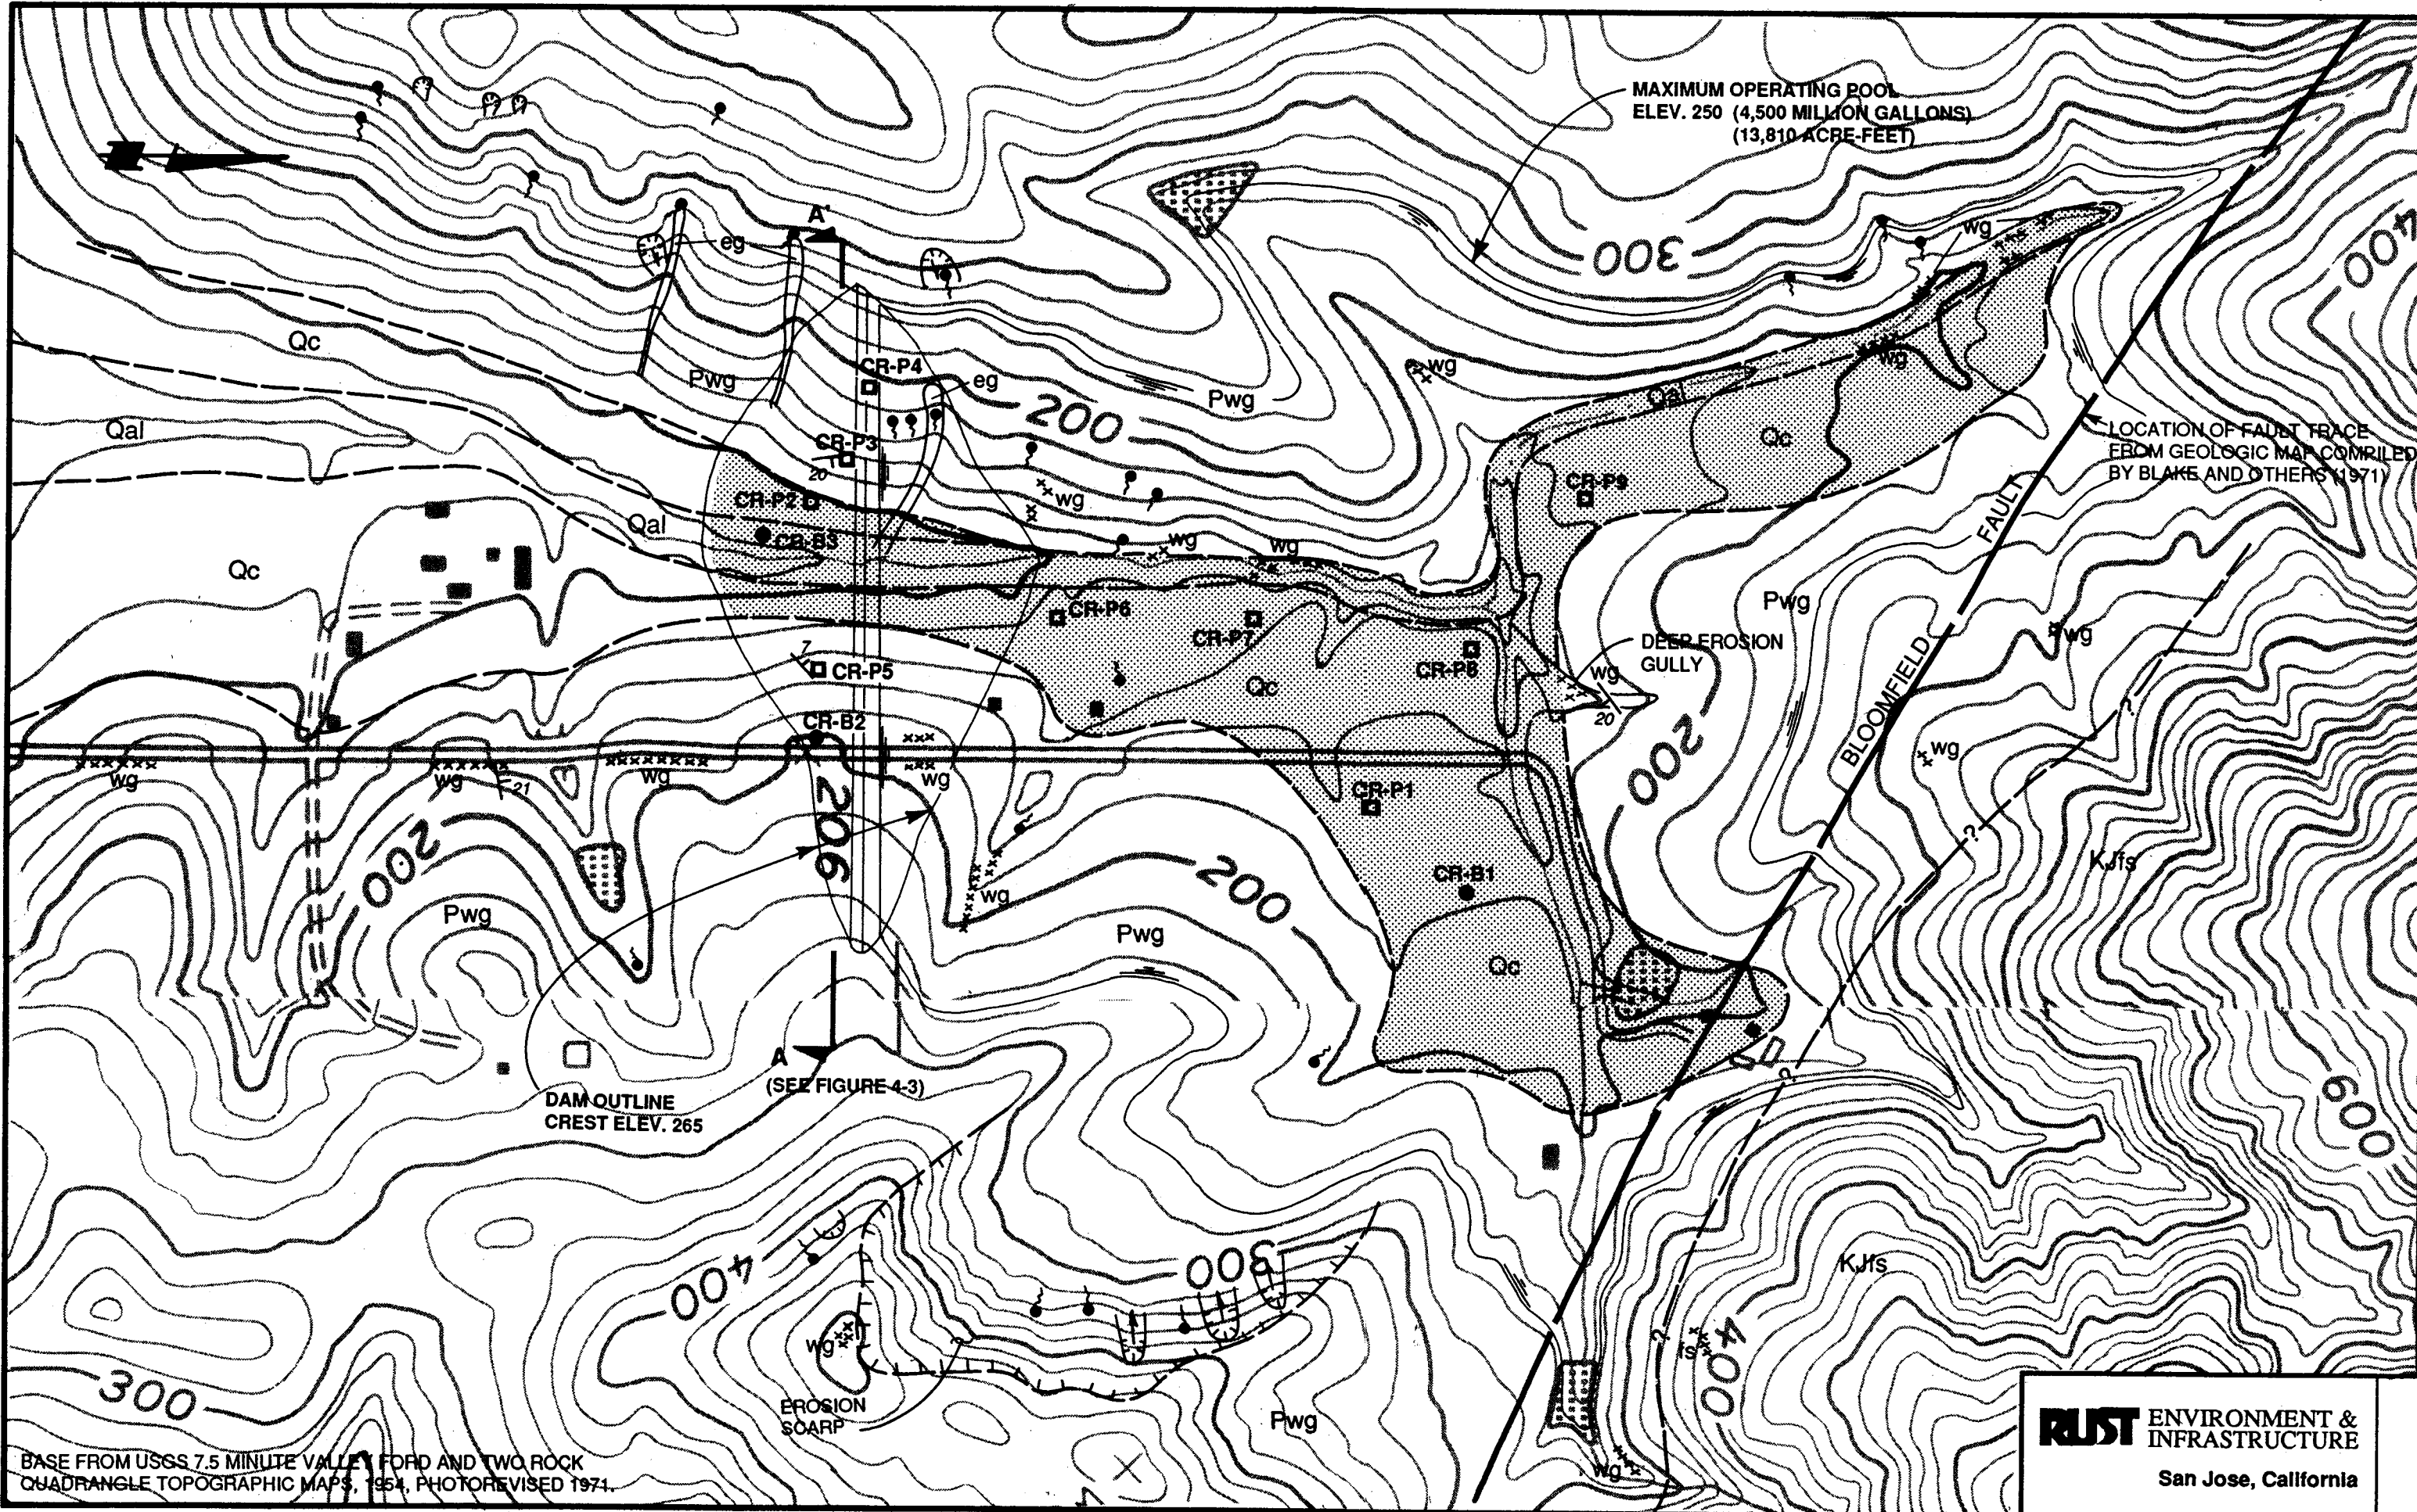 MAXIMUM OPERATING POOL
ELEV. 250 (4,500 MILLION GALLONS)
(13,810 ACRE-FEET)
N
A'
eg
wg
300
400
Qc
Pwg
CR-P4
eg
wg
wg
Pwg
200
Qal
Qc
LOCATION OF FAULT TRACE
FROM GEOLOGIC MAP COMPILED
BY BLAKE AND OTHERS (1971)
Qal
CR-P3
20
CR-P2
wg
CR-P9
FAULT
Qal
CR-B3
wg
wg
Qc
CR-P6
CR-P7
Pwg
DEEP EROSION
GULLY
wg
7
CR-P5
CR-P8
Qc
wg
20
BLOOMFIELD
?
CR-B2
200
wg
wg
wg
21
wg
wg
206
CR-P1
?
200
KJfs
200
CR-B1
wg
Pwg
Pwg
Qc
A
(SEE FIGURE 4-3)
?
600
DAM OUTLINE
CREST ELEV. 265
400
300
KJfs
wg
?
?
fs
400
300
EROSION
SCARP
Pwg
wg
4
BASE FROM USGS 7.5 MINUTE VALLEY FORD AND TWO ROCK
QUADRANGLE TOPOGRAPHIC MAPS, 1954, PHOTOREVISED 1971.
RUST ENVIRONMENT &
INFRASTRUCTURE
San Jose, California